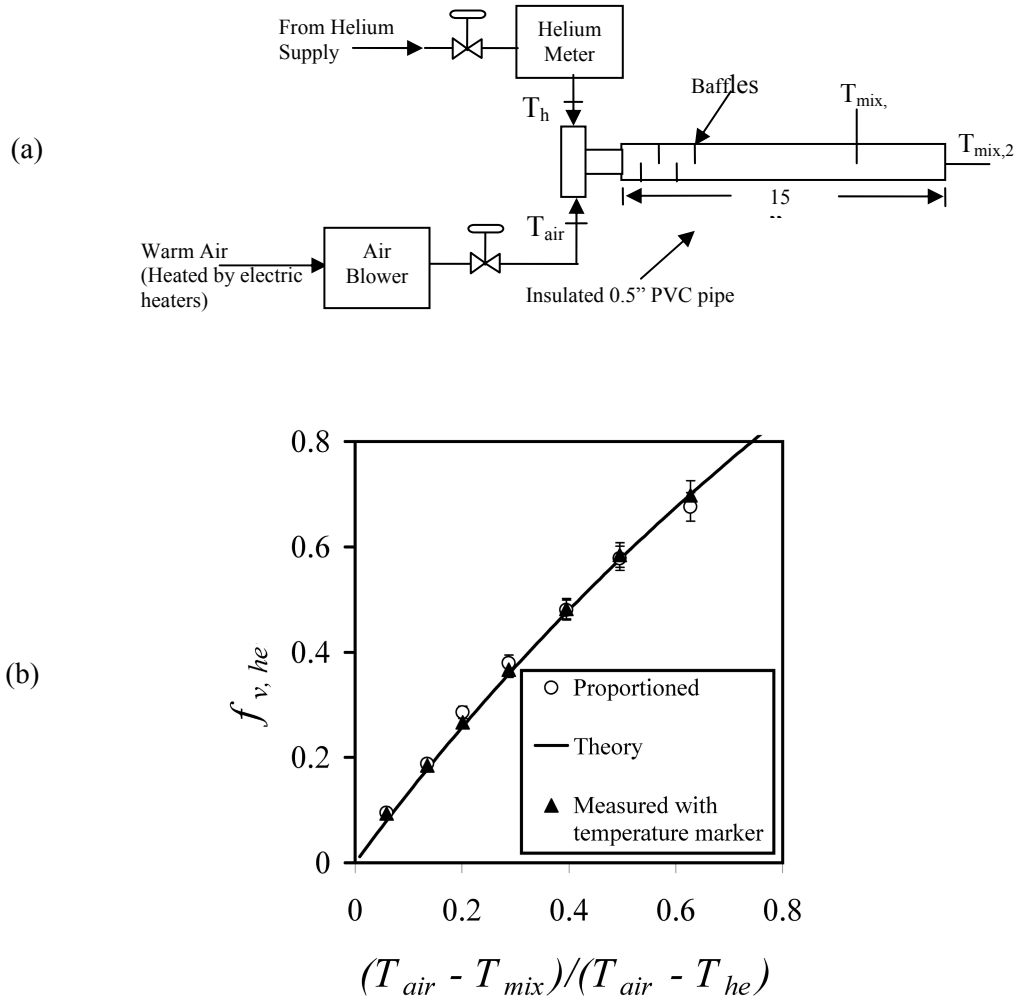 (a)
From Helium
Supply
Helium
Meter
T_h
Baffles
T_mix,
T_mix,2
15
”
T_air
Warm Air
(Heated by electric
heaters)
Air
Blower
Insulated 0.5” PVC pipe
(b)
f_v, he
0.8
0.6
0.4
0.2
0
Proportioned
Theory
Measured with
temperature marker
0 0.2 0.4 0.6 0.8
(T_air - T_mix)/(T_air - T_he)